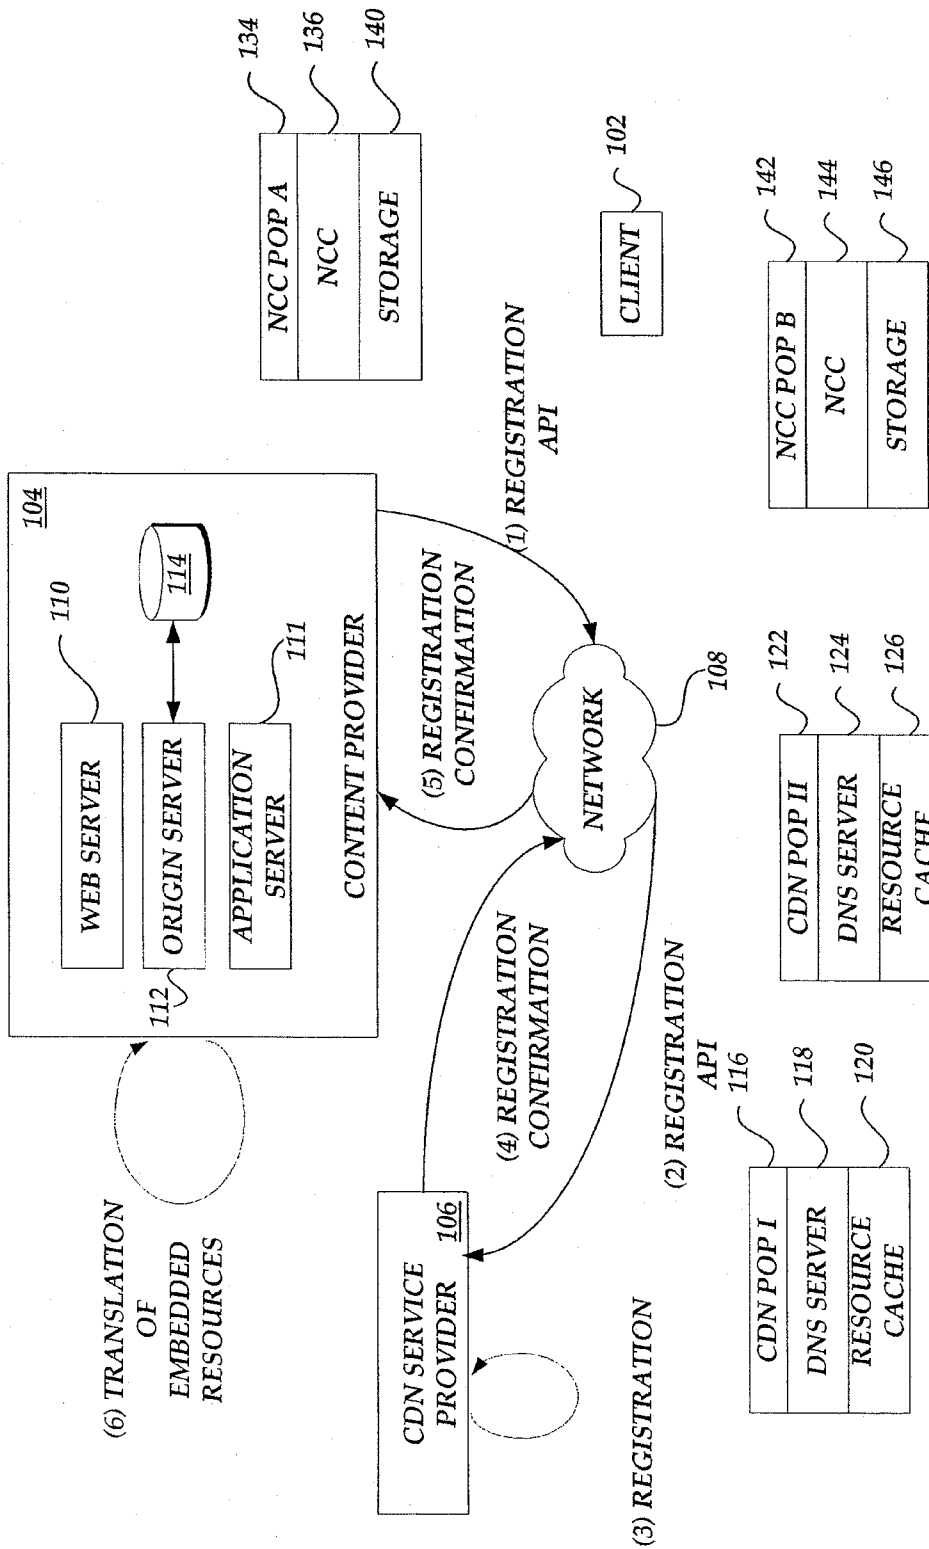 (6) TRANSLATION
OF
EMBEDDED
RESOURCES
104
WEB SERVER
110
112
ORIGIN SERVER
114
APPLICATION
SERVER
111
CONTENT PROVIDER
NCC POP A
134
NCC
136
STORAGE
140
CDN SERVICE
PROVIDER
106
(4) REGISTRATION
CONFIRMATION
(5) REGISTRATION
CONFIRMATION
(1) REGISTRATION
API
NETWORK
108
CLIENT
102
(3) REGISTRATION
(2) REGISTRATION
API
CDN POP I
116
DNS SERVER
118
RESOURCE
CACHE
120
CDN POP II
122
DNS SERVER
124
RESOURCE
CACHE
126
NCC POP B
142
NCC
144
STORAGE
146